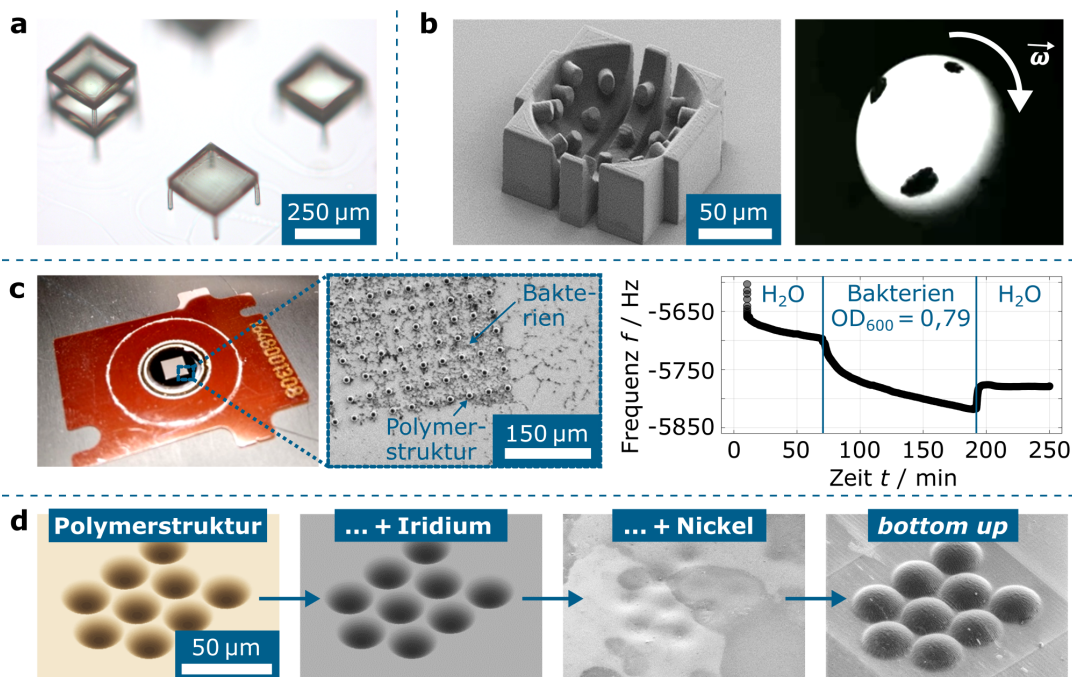 a
250 µm
b
50 µm
ω
c
Bakte-
rien
Polymer-
struktur
150 µm
Frequenz f / Hz
-5650
-5750
-5850
H₂O
Bakterien
OD₆₀₀ = 0,79
H₂O
0 50 100 150 200 250
Zeit t / min
d
Polymerstruktur
50 µm
... + Iridium
... + Nickel
bottom up